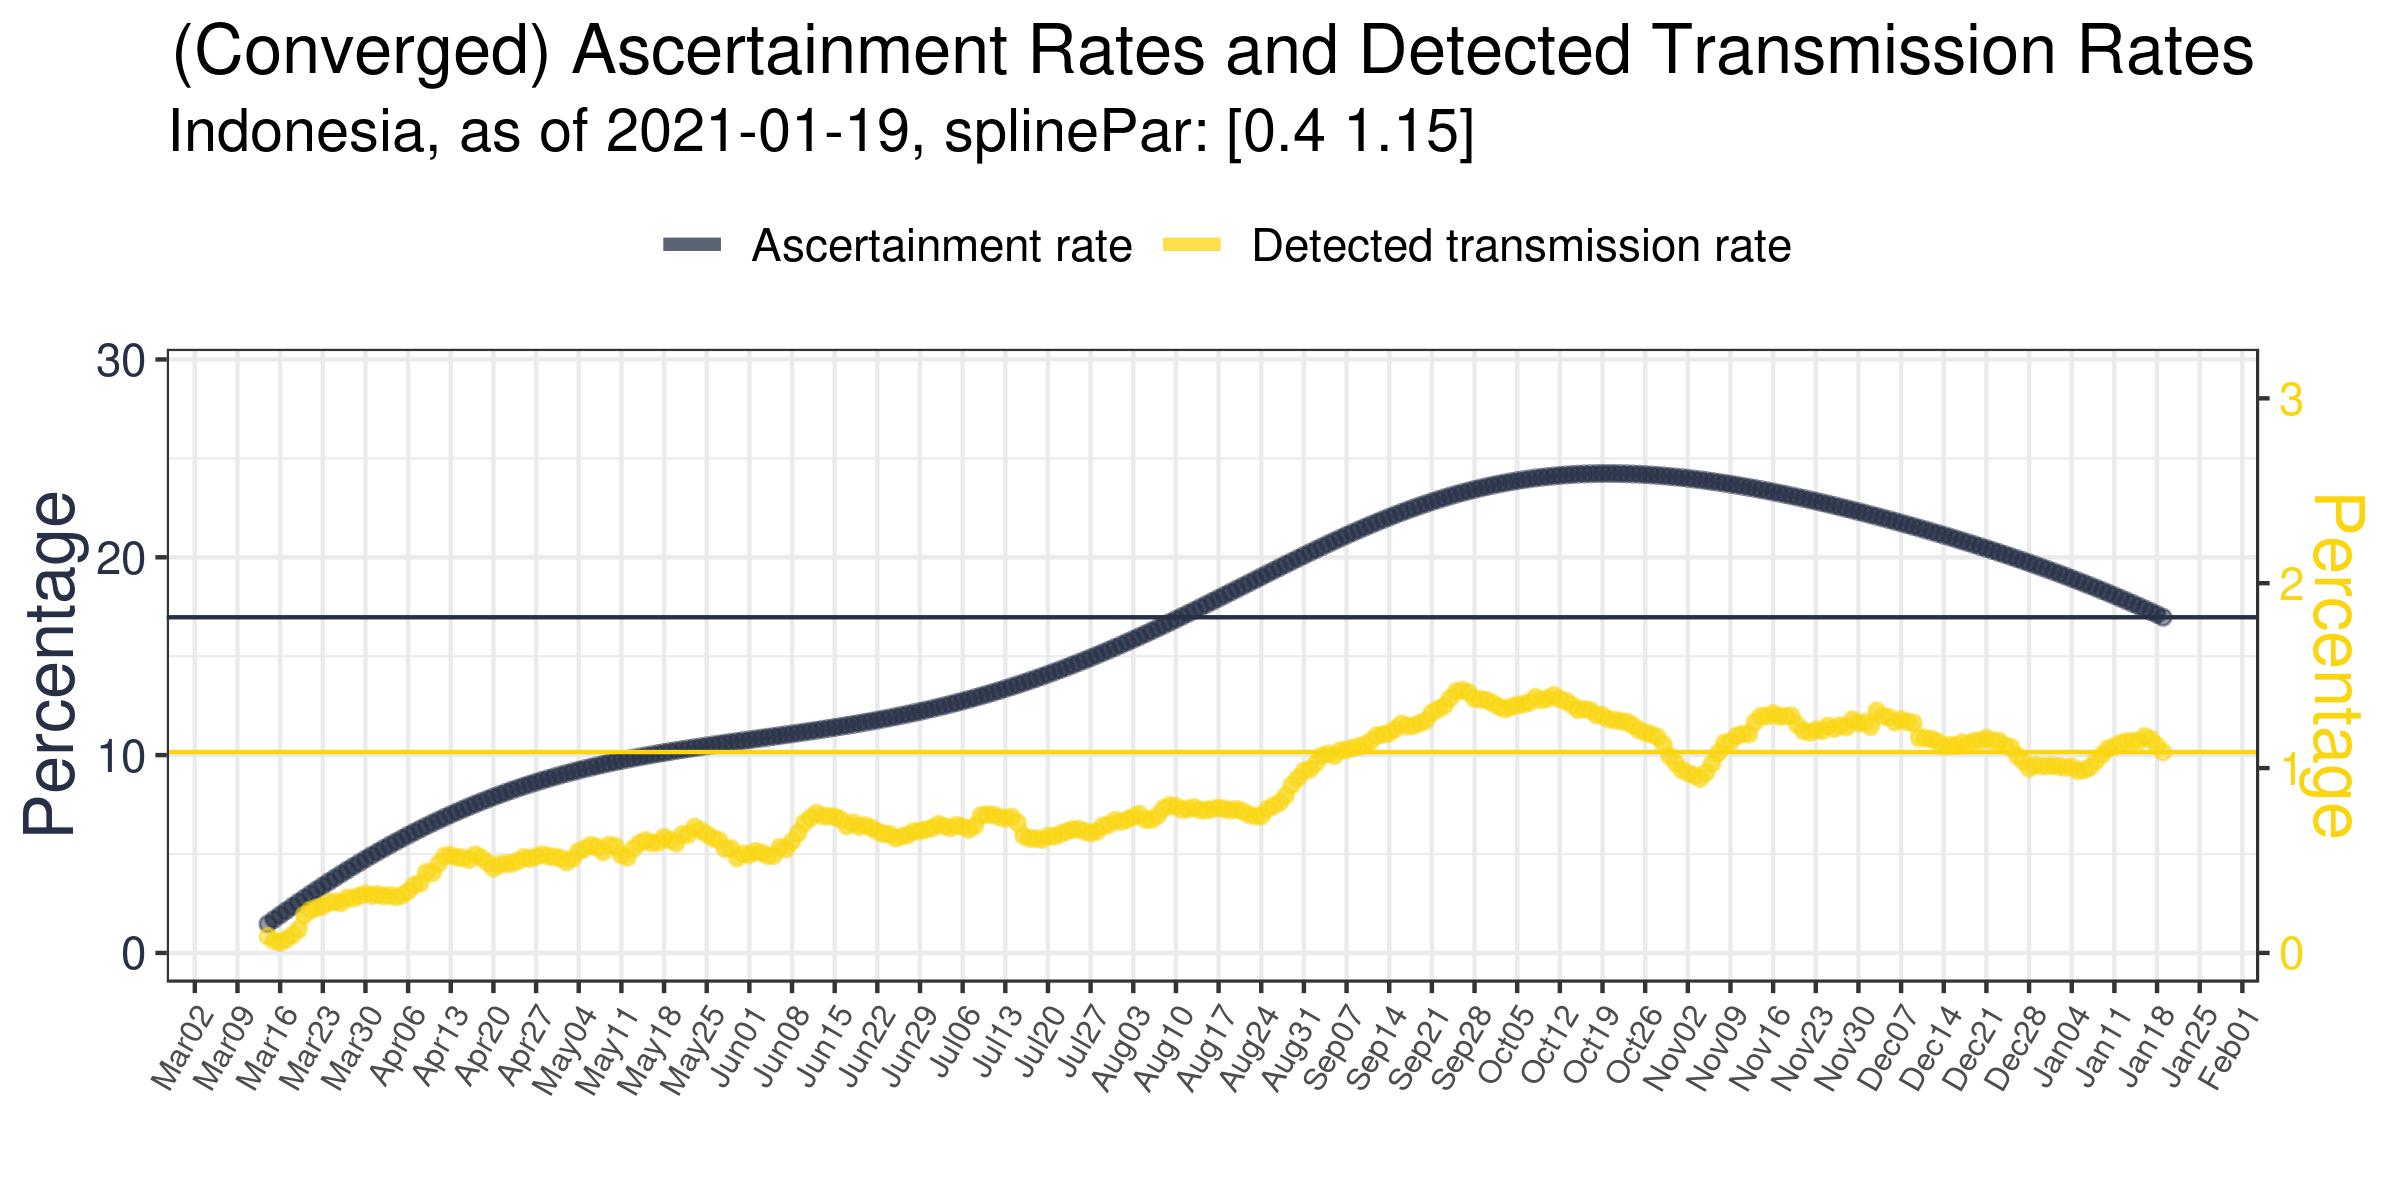 (Converged) Ascertainment Rates and Detected Transmission Rates
Indonesia, as of 2021-01-19, splinePar: [0.4 1.15]
Ascertainment rate
Detected transmission rate
Percentage
30
20
10
0
3
2
1
0
Percentage
Mar02
Mar09
Mar16
Mar23
Mar30
Apr06
Apr13
Apr20
Apr27
May04
May11
May18
May25
Jun01
Jun08
Jun15
Jun22
Jun29
Jul06
Jul13
Jul20
Jul27
Aug03
Aug10
Aug17
Aug24
Aug31
Sep07
Sep14
Sep21
Sep28
Oct05
Oct12
Oct19
Oct26
Nov02
Nov09
Nov16
Nov23
Nov30
Dec07
Dec14
Dec21
Dec28
Jan04
Jan11
Jan18
Jan25
Feb01